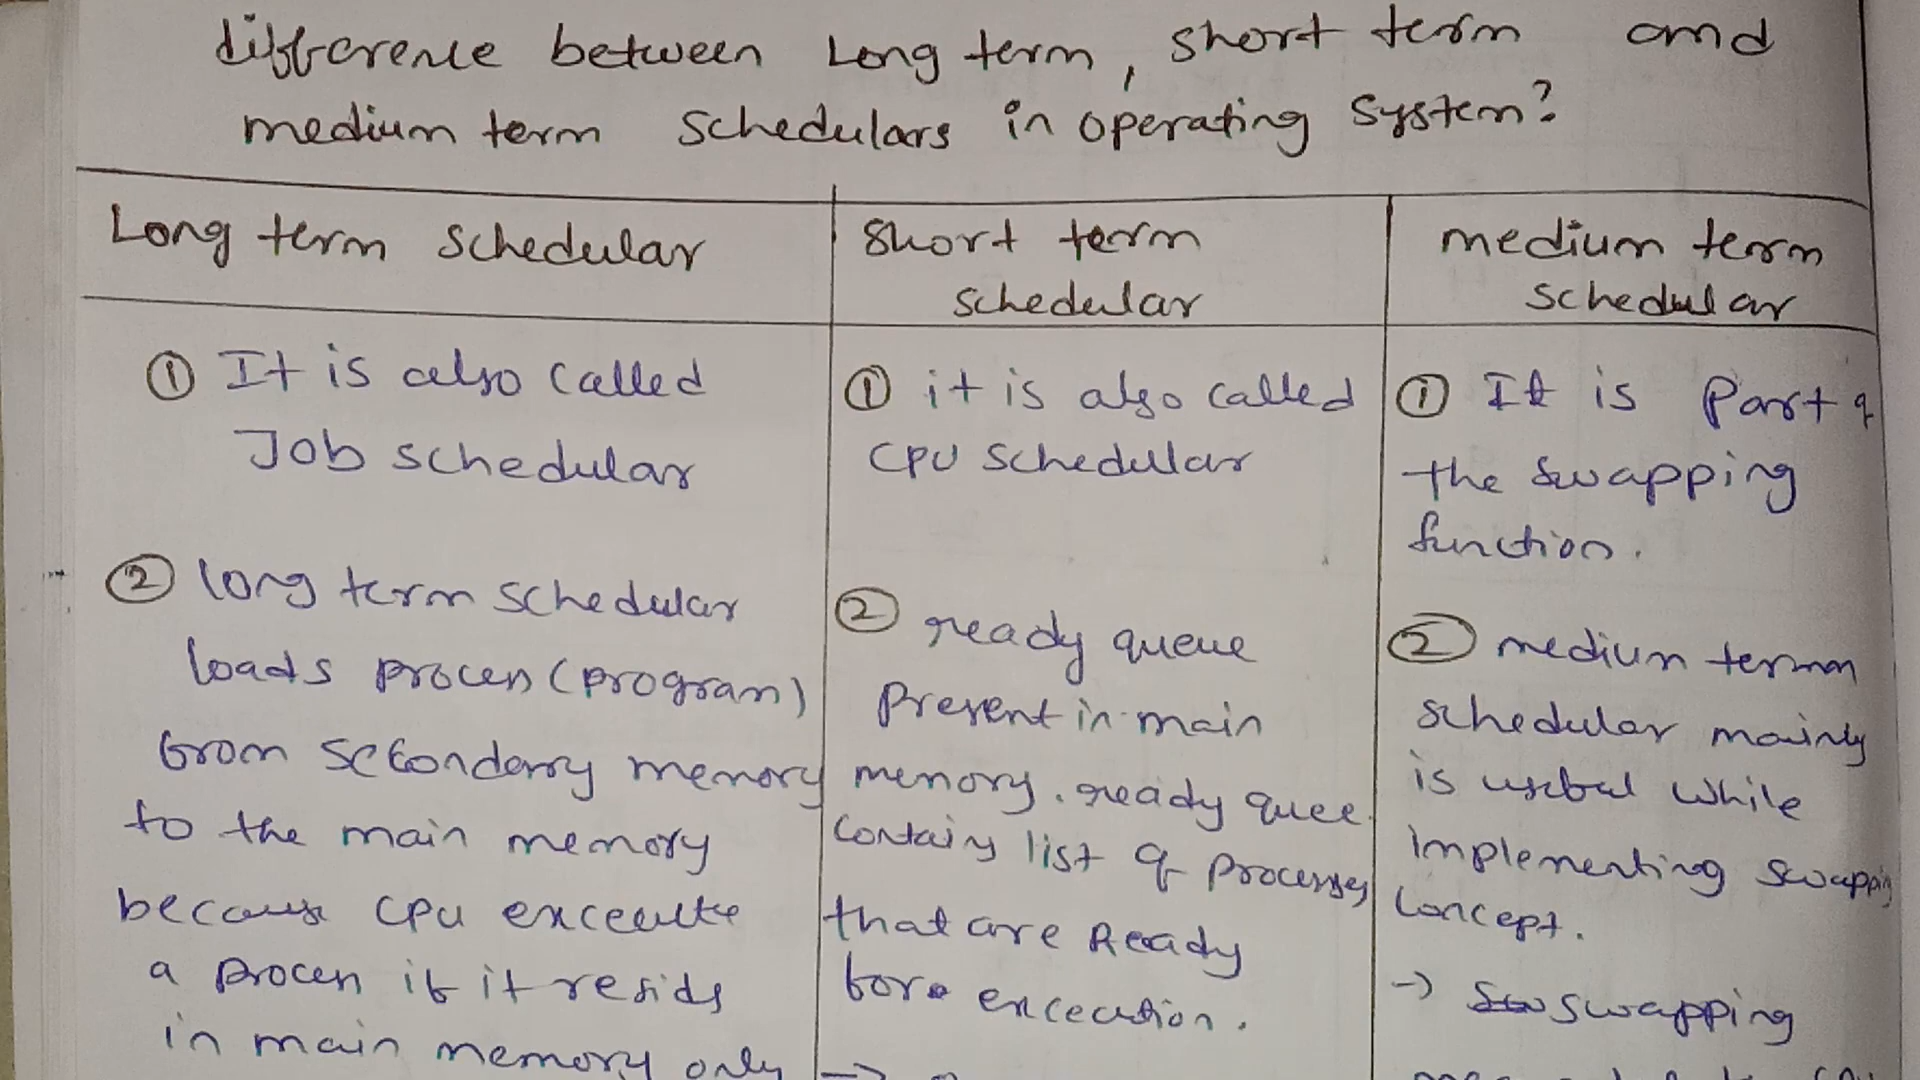 difference between Long term, short term and
medium term schedulars in operating system?
Long term schedular
① It is also called
Job schedular
② long term schedular
loads process (program)
from secondary memory
to the main memory
because cpu excecute
a process if it resids
in main memory only
short term
schedular
① it is also called
CPU schedular
② ready queue
Present in main
memory. ready quee
contains list of processes
that are Ready
for excecution.
→
medium term
schedular
① It is Part of
the swapping
function.
② medium term
schedular mainly
is useful while
implementing swapping
concept.
→ swapping